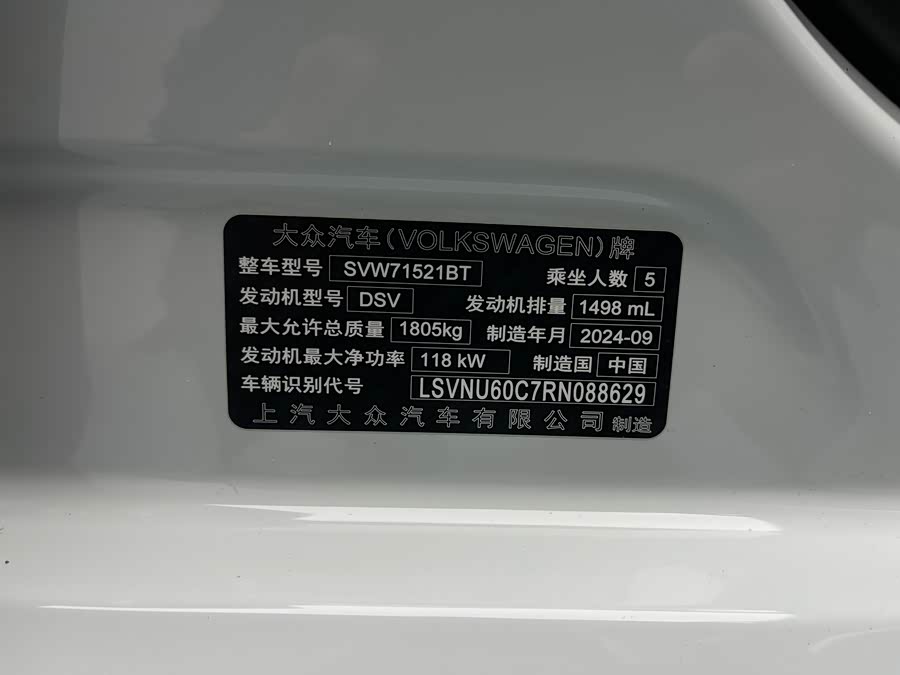 大众汽车(VOLKSWAGEN)牌
整车型号 SVW71521BT 乘坐人数 5
发动机型号 DSV 发动机排量 1498 mL
最大允许总质量 1805kg 制造年月 2024-09
发动机最大净功率 118 kW 制造国 中国
车辆识别代号 LSVNU60C7RN088629
上汽大众汽车有限公司 制造